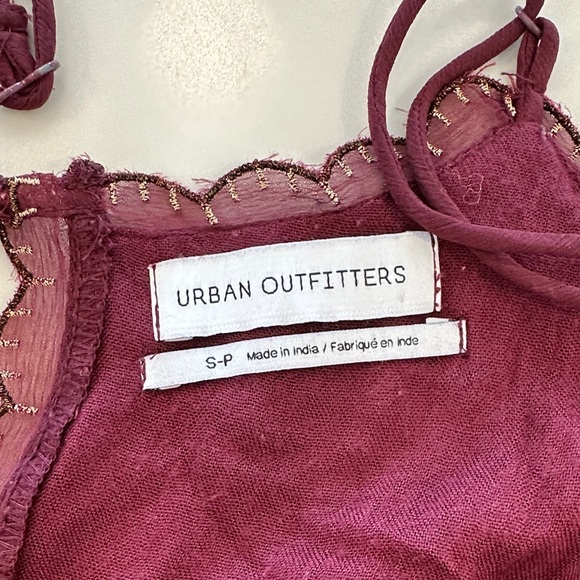 URBAN OUTFITTERS
S-P Made in India / Fabriqué en Inde